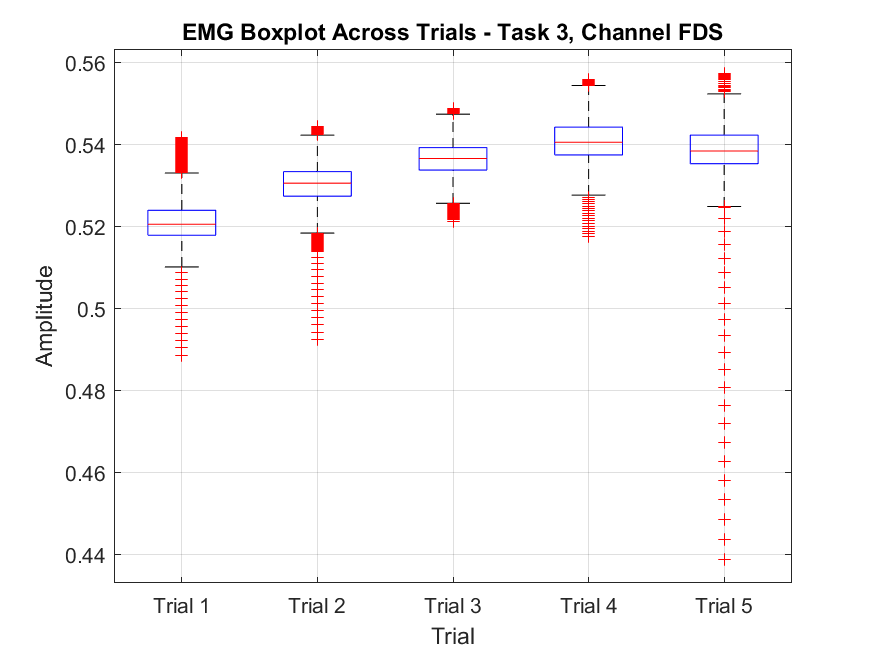 EMG Boxplot Across Trials - Task 3, Channel FDS
0.56
0.54
0.52
0.5
0.48
0.46
0.44
Amplitude
Trial 1 Trial 2 Trial 3 Trial 4 Trial 5
Trial